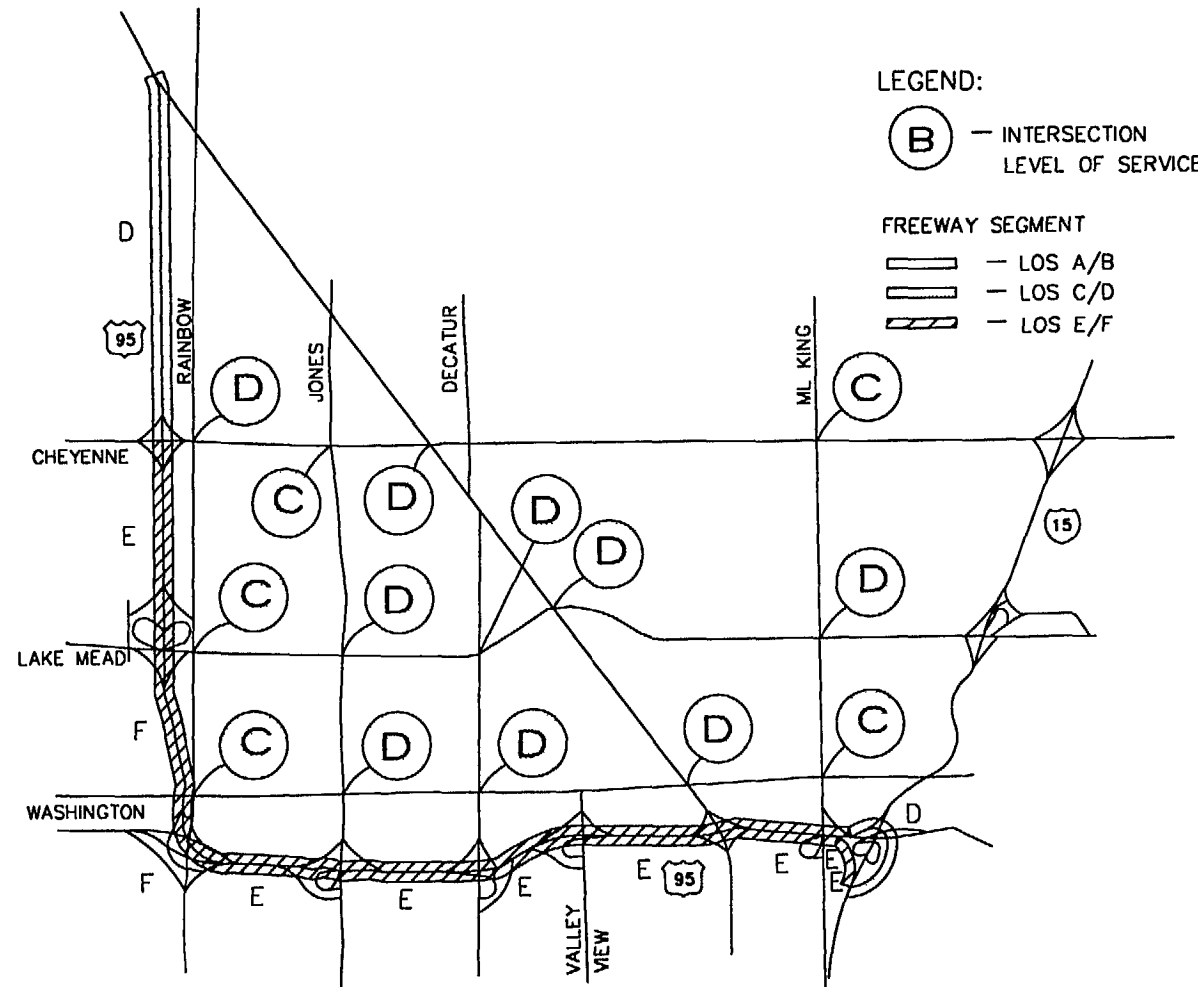 LEGEND:
B
— INTERSECTION
LEVEL OF SERVICE
FREEWAY SEGMENT
— LOS A/B
— LOS C/D
— LOS E/F
D
95
RAINBOW
JONES
DECATUR
ML KING
D
C
CHEYENNE
C
D
D
D
E
15
C
D
D
LAKE MEAD
F
C
D
D
D
C
WASHINGTON
D
F
E
E
E
E
95
E
E
E
VALLEY
VIEW